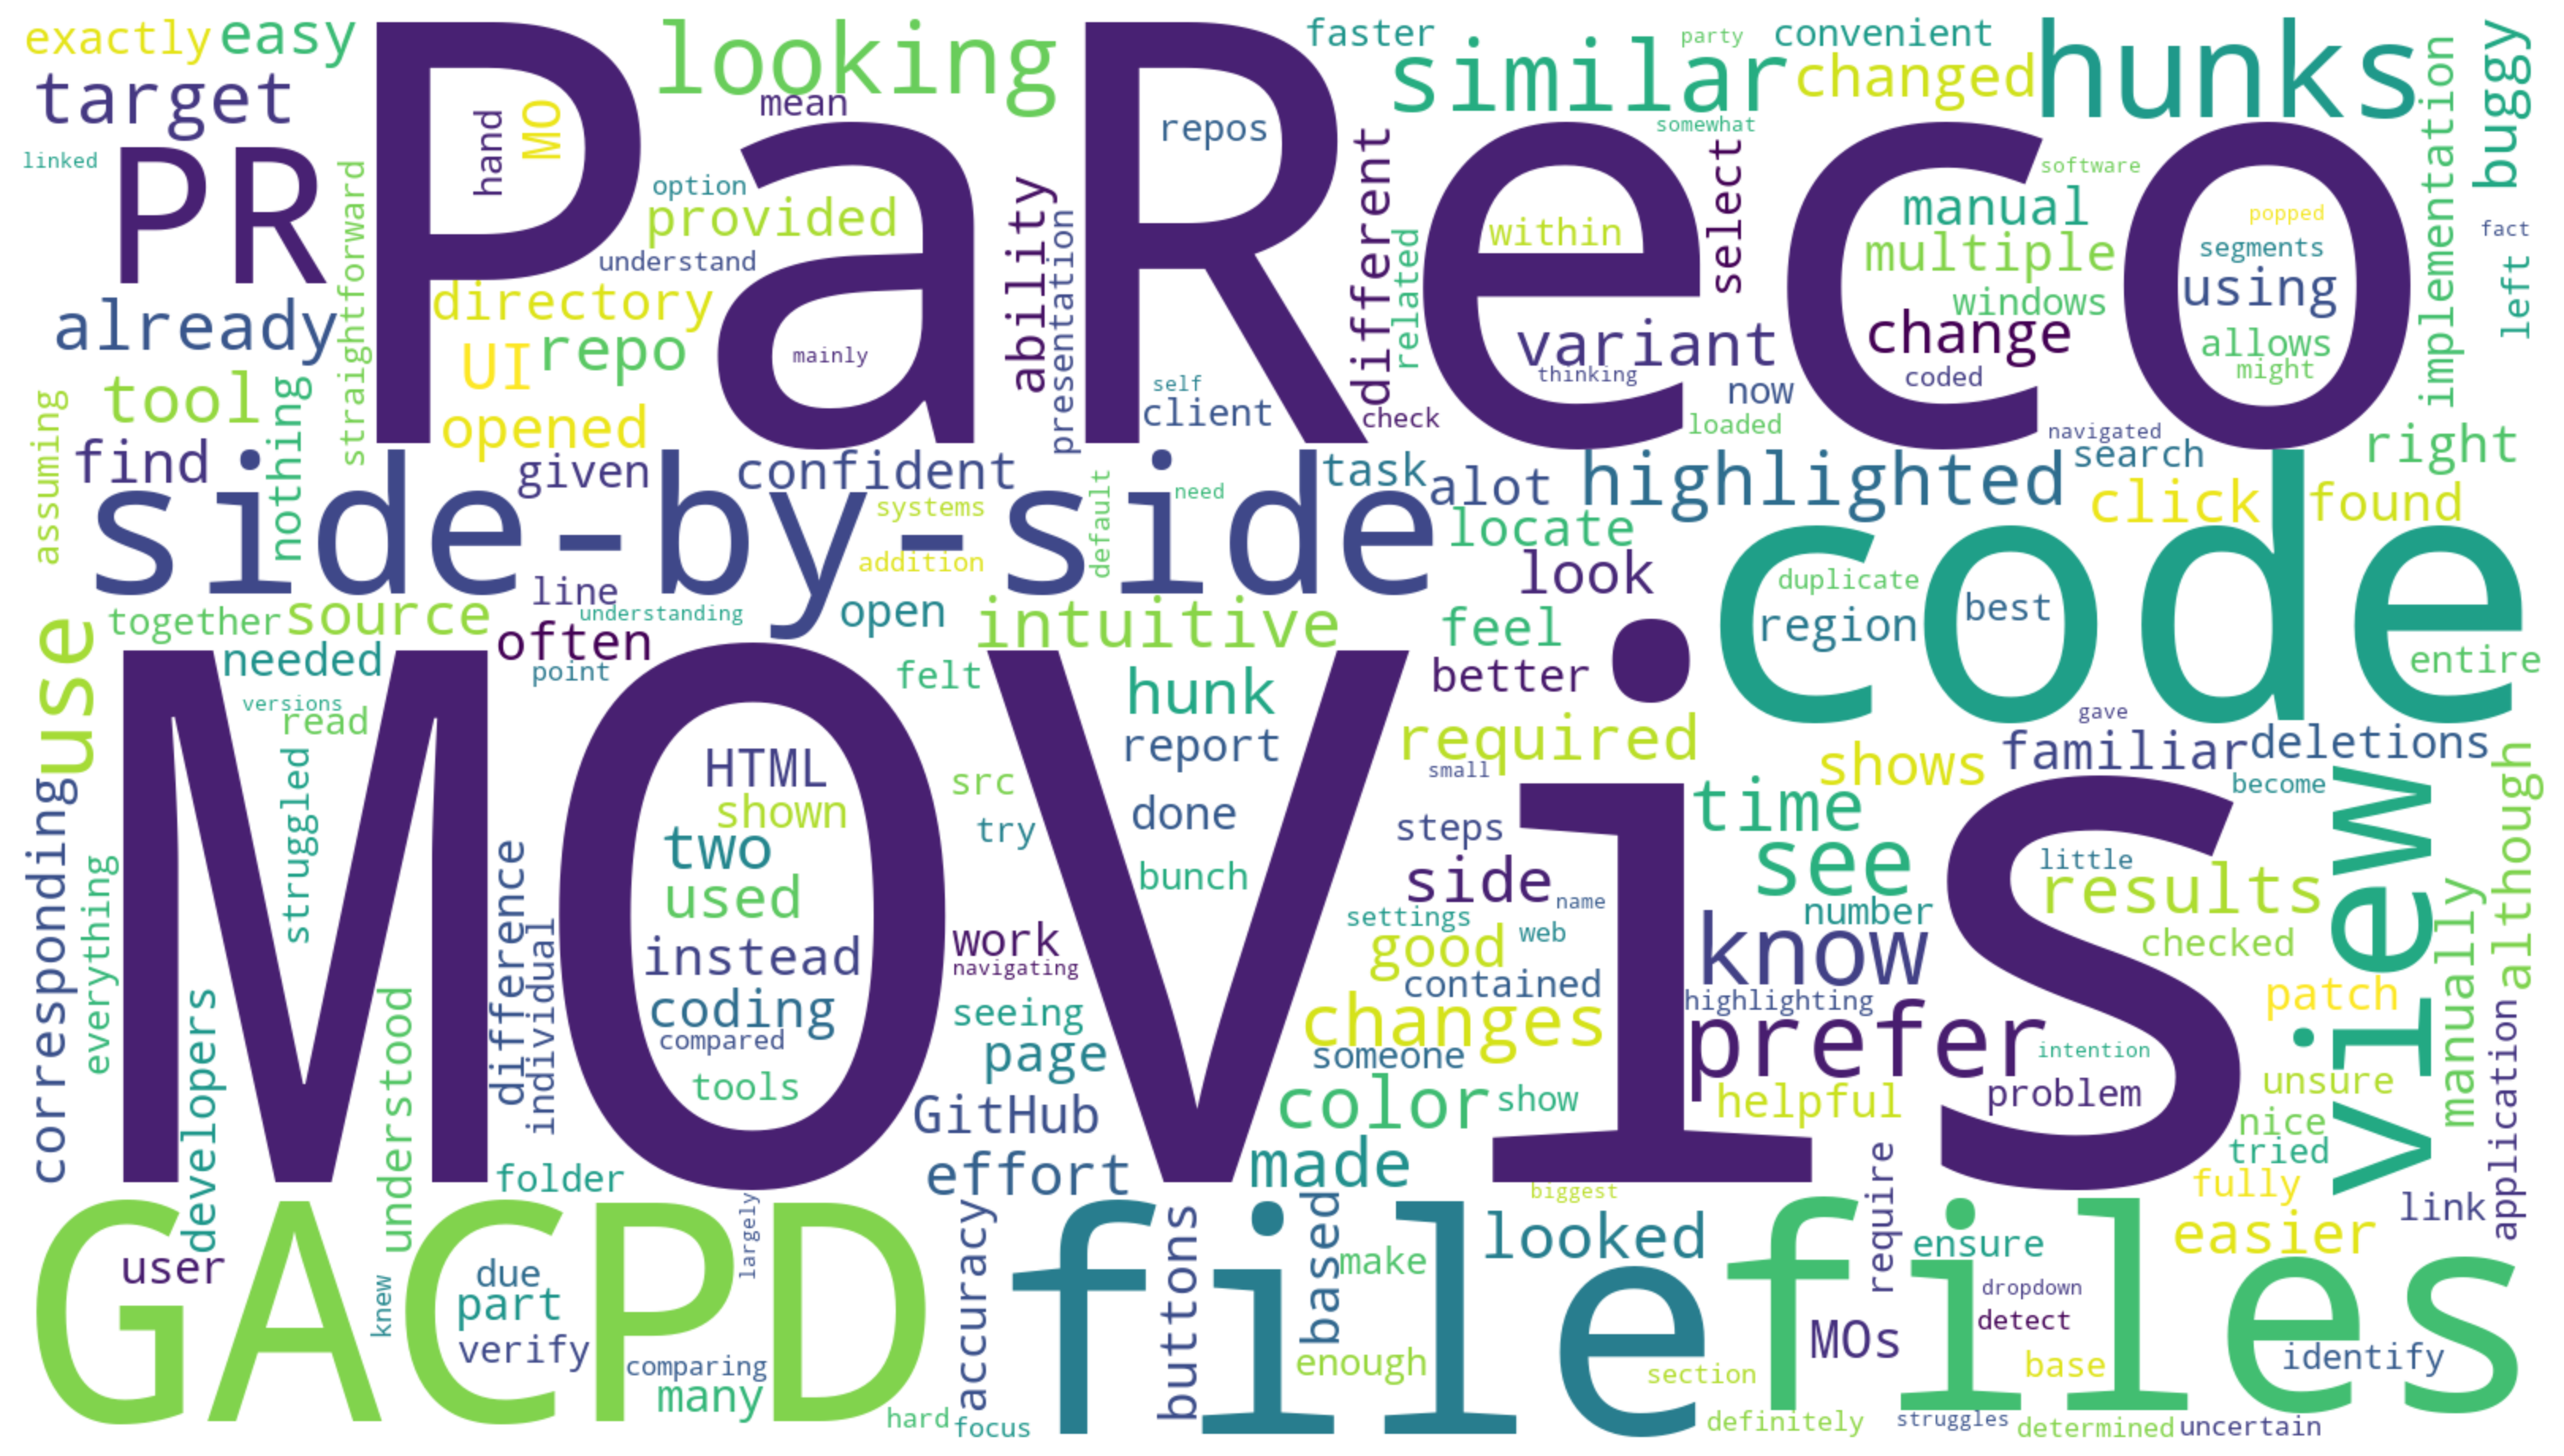 exactly easy looking faster party convenient hunks buggy
target mean similar changed implementation
PaReco
MO hand repos somewhat
linked PR option ability different select software
straightforward provided presentation within manual popped fact
understand related multiple segments left
already directory variant windows using
UI repo mainly thinking change allows
tool self now coded might
assuming nothing opened client check loaded navigated right
find given confident task alot highlighted search
side-by-side
systems default need click found
addition locate code
line look duplicate
together source understanding open intuitive feel region best
use often better entire
needed point felt hunk
versions read required gave
MOVis
struggled HTML report small shows familiar deletions
corresponding shown src time become view although
two try done steps see little
everything used bunch side name results
difference settings number manually
individual instead work good web know checked
navigating contained highlighting
developers understood coding seeing changes prefer patch application
compared page someone intention
tools color show helpful problem unsure
GitHub nice
folder effort made require tried
largely biggest fully link
GACPD file files
user accuracy buttons based looked ensure easier
knew due make dropdown
part MOs detect
verify comparing enough base identify
many section
hard focus definitely struggles determined uncertain